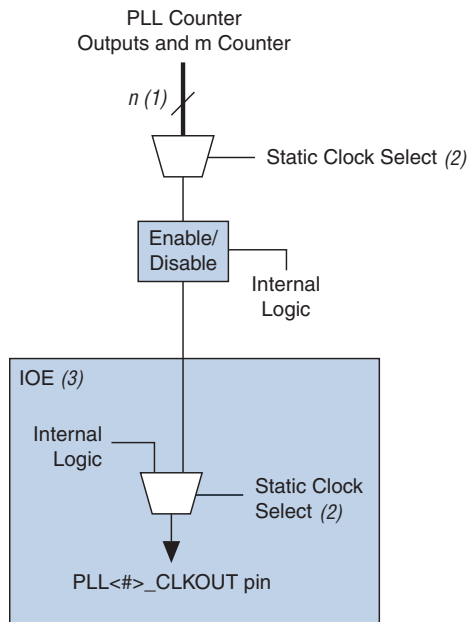 PLL Counter
Outputs and m Counter
n (1)
Static Clock Select (2)
Enable/
Disable
Internal
Logic
IOE (3)
Internal
Logic
Static Clock
Select (2)
PLL<#>_CLKOUT pin